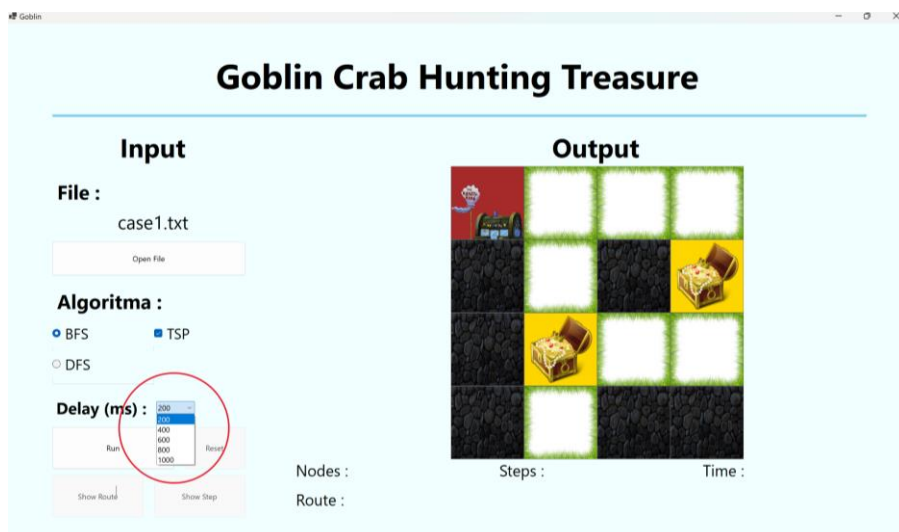 Goblin
Goblin Crab Hunting Treasure
Input
Output
File :
case1.txt
Open File
Algoritma :
BFS
TSP
DFS
Delay (ms) :
200
200
400
600
800
1000
Run
Reset
Show Route
Show Step
Nodes :
Steps :
Time :
Route :